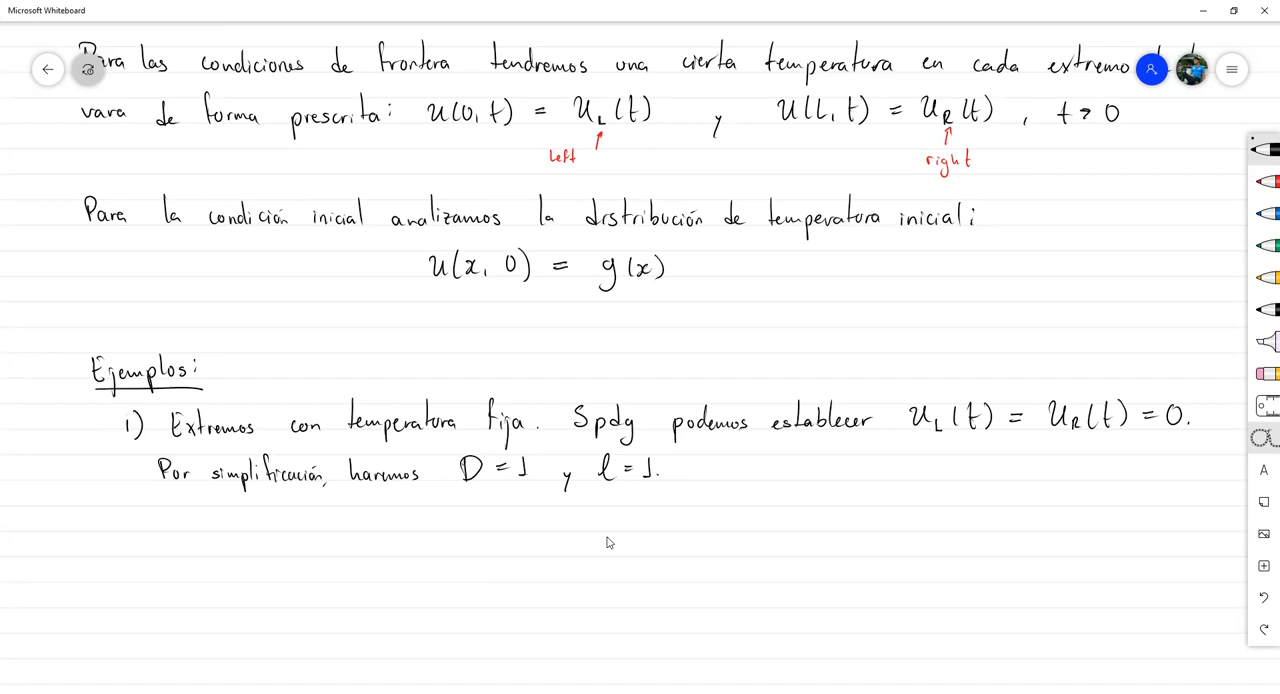 Microsoft Whiteboard
Para las condiciones de frontera tendremos una cierta temperatura en cada extremo
vara de forma prescrita: u(0,t) = u_L(t) y u(l,t) = u_R(t), t > 0
left right
Para la condición inicial analizamos la distribución de temperatura inicial:
u(x, 0) = g(x)
Ejemplos:
i) Extremos con temperatura fija. Spdg podemos establecer u_L(t) = u_R(t) = 0.
Por simplificación, haremos D = 1 y l = 1.
A